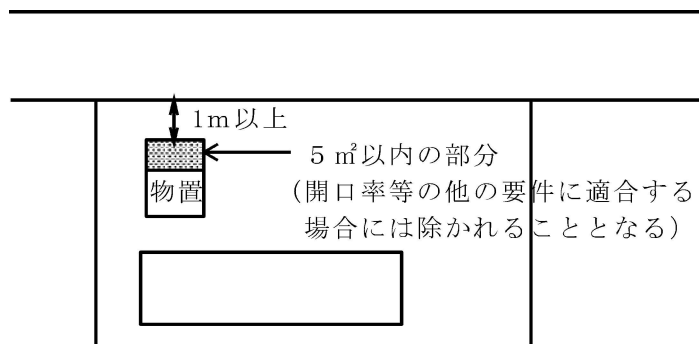 1m以上
5㎡以内の部分
物置
(開口率等の他の要件に適合する
場合には除かれることとなる)